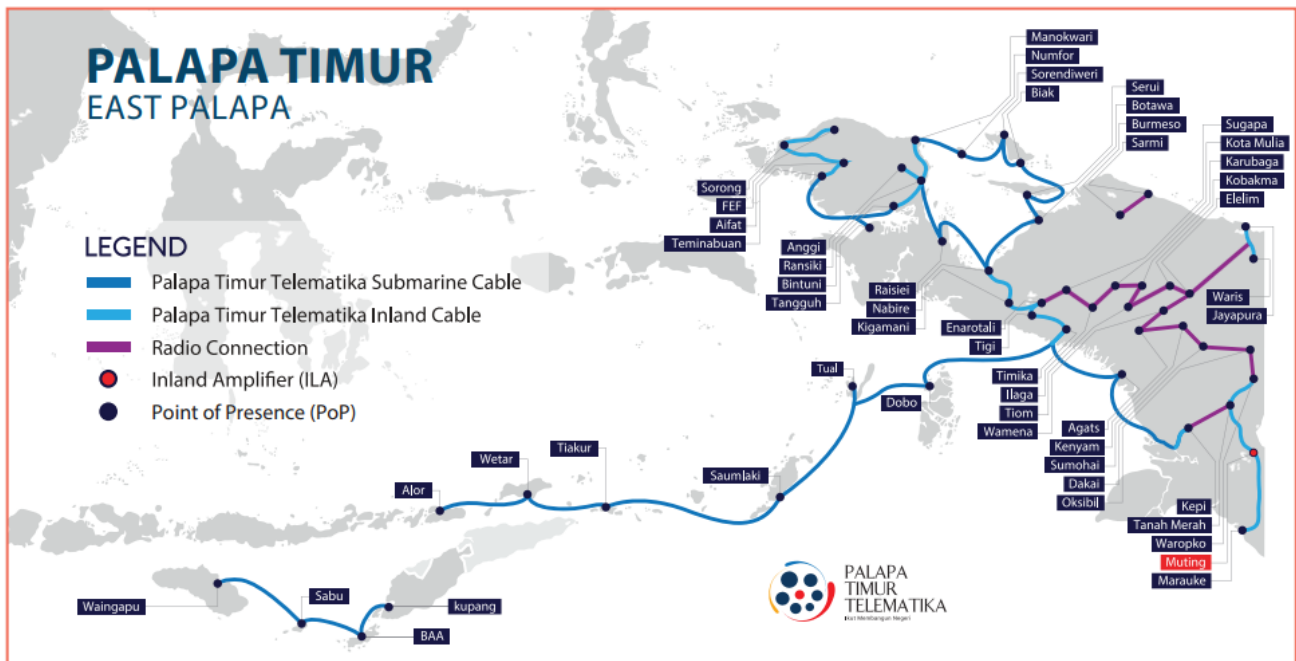 PALAPA TIMUR
EAST PALAPA
LEGEND
Palapa Timur Telematika Submarine Cable
Palapa Timur Telematika Inland Cable
Radio Connection
Inland Amplifier (ILA)
Point of Presence (PoP)
Manokwari
Numfor
Sorendiweri
Biak
Serui
Botawa
Burmeso
Sarmi
Sugapa
Kota Mulia
Karubaga
Kobakma
Elelim
Sorong
FEF
Aifat
Teminabuan
Anggi
Ransiki
Bintuni
Tangguh
Raisiei
Nabire
Kigamani
Enarotali
Tigi
Waris
Jayapura
Tual
Dobo
Timika
Ilaga
Tiom
Wamena
Agats
Kenyam
Sumohai
Dakai
Oksibil
Kepi
Tanah Merah
Waropko
Muting
Marauke
Saumlaki
Tiakur
Wetar
Alor
Waingapu
Sabu
kupang
BAA
PALAPA
TIMUR
TELEMATIKA
Ikut Membangun Negeri